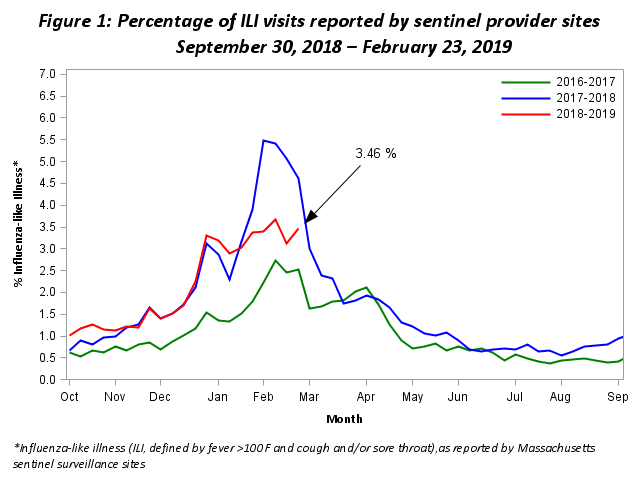 Figure 1: Percentage of ILI visits reported by sentinel provider sites
September 30, 2018 – February 23, 2019
7.0
6.5
6.0
5.5
5.0
4.5
4.0
3.5
3.0
2.5
2.0
1.5
1.0
0.5
0.0
% Influenza-like Illness*
2016-2017
2017-2018
2018-2019
3.46 %
Oct Nov Dec Jan Feb Mar Apr May Jun Jul Aug Sep
Month
*Influenza-like illness (ILI, defined by fever >100F and cough and/or sore throat),as reported by Massachusetts
sentinel surveillance sites